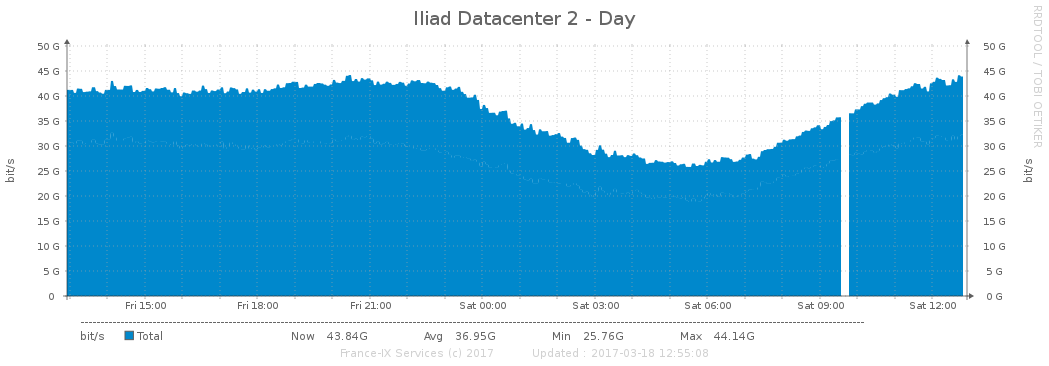 Iliad Datacenter 2 - Day
RRDTOOL / TOBI OETIKER
50 G 50 G
45 G 45 G
40 G 40 G
35 G 35 G
30 G 30 G
25 G 25 G
20 G 20 G
15 G 15 G
10 G 10 G
5 G 5 G
0 0 G
bit/s bit/s
Fri 15:00 Fri 18:00 Fri 21:00 Sat 00:00 Sat 03:00 Sat 06:00 Sat 09:00 Sat 12:00
bit/s Total Now 43.84G Avg 36.95G Min 25.76G Max 44.14G
France-IX Services (c) 2017 Updated : 2017-03-18 12:55:08